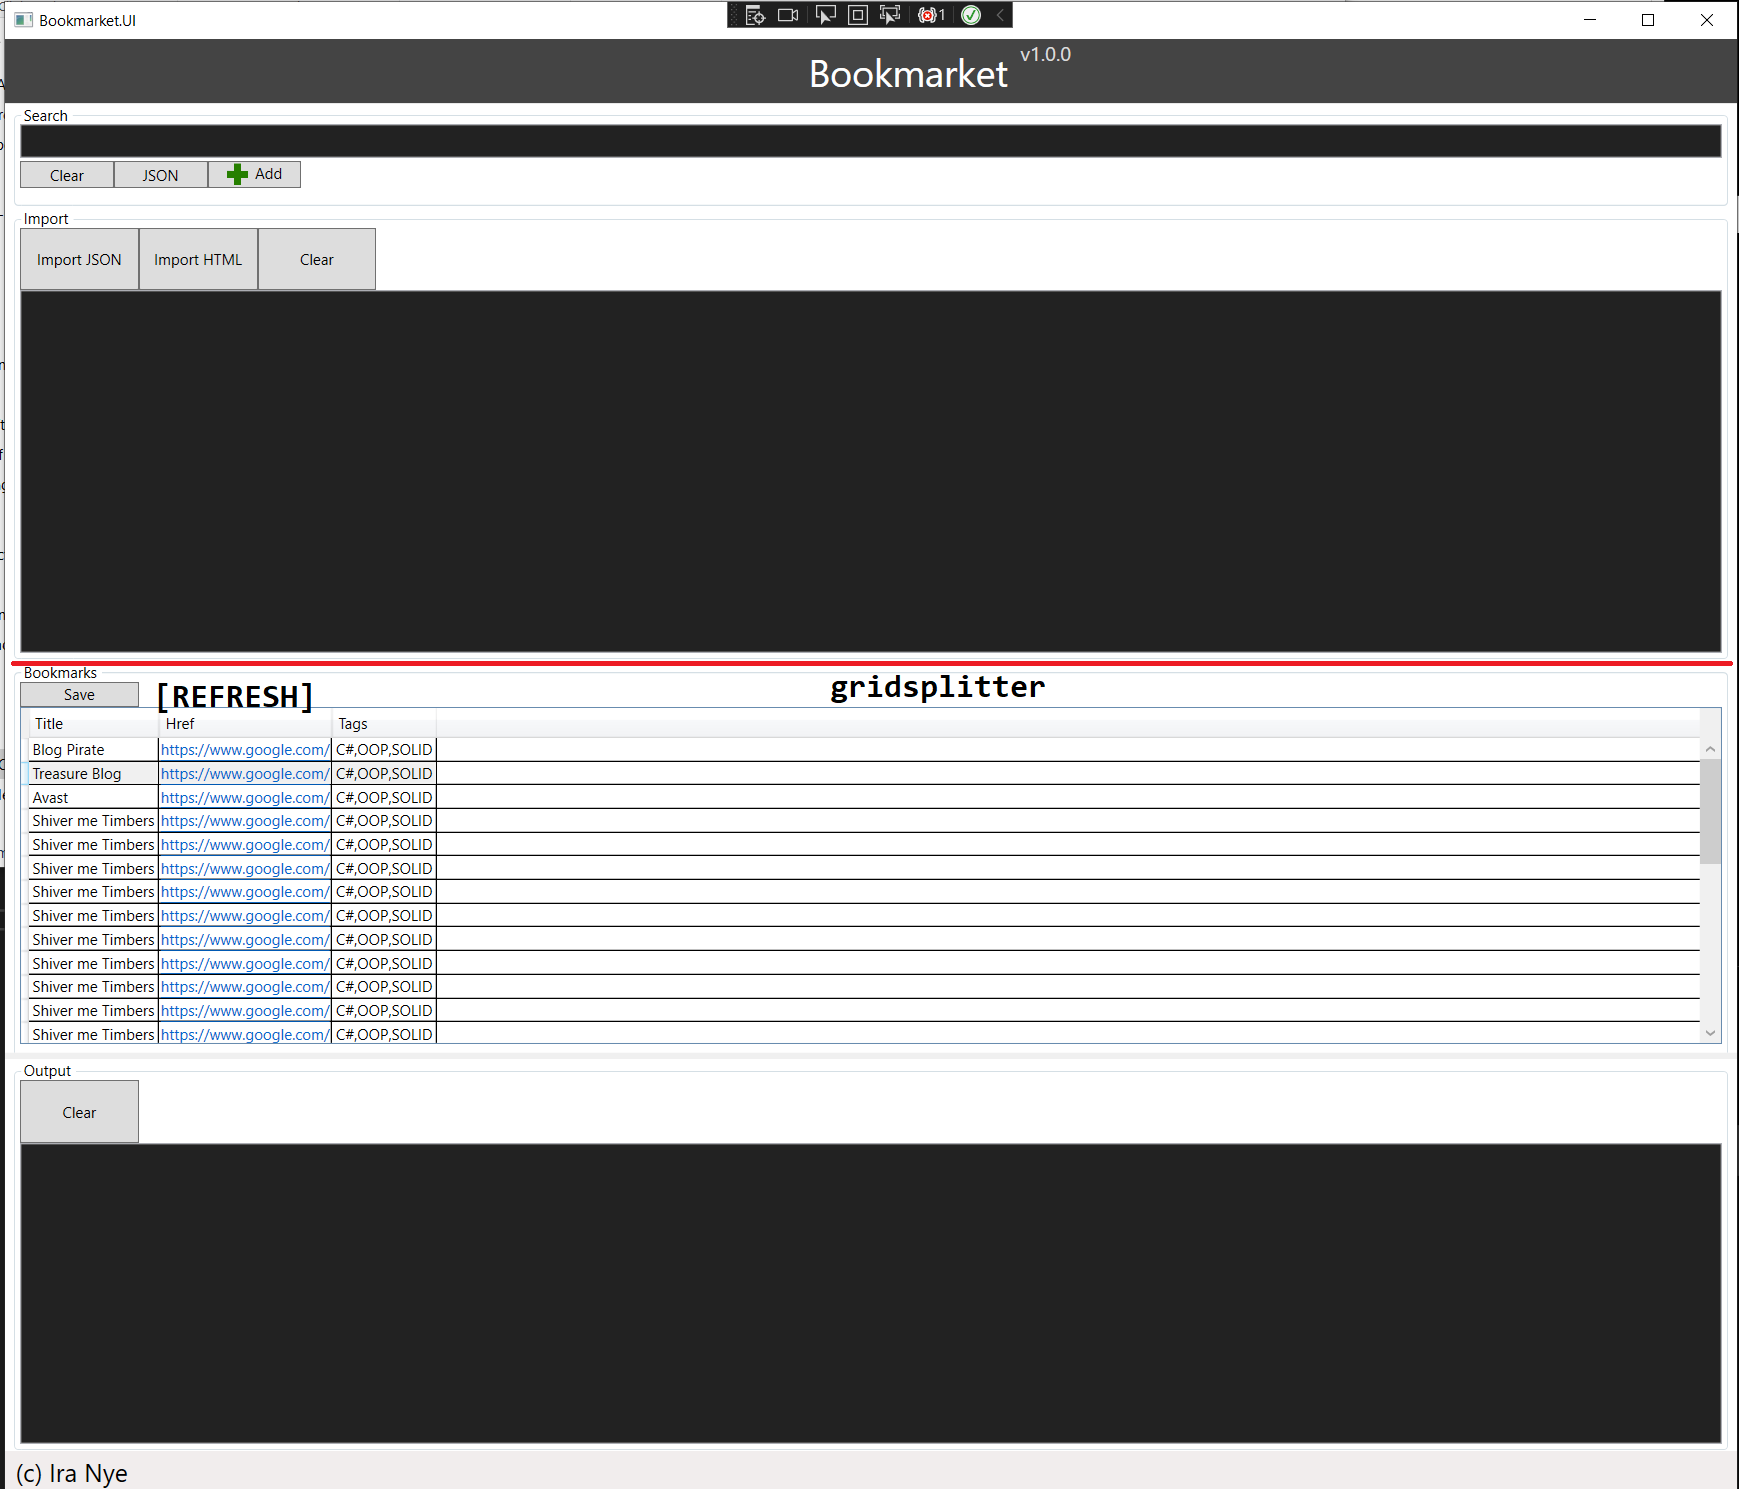 Bookmarket.UI
1
Bookmarket v1.0.0
Search
Clear JSON Add
Import
Import JSON Import HTML Clear
Bookmarks
Save [REFRESH] gridsplitter
Title Href Tags
Blog Pirate https://www.google.com/ C#,OOP,SOLID
Treasure Blog https://www.google.com/ C#,OOP,SOLID
Avast https://www.google.com/ C#,OOP,SOLID
Shiver me Timbers https://www.google.com/ C#,OOP,SOLID
Shiver me Timbers https://www.google.com/ C#,OOP,SOLID
Shiver me Timbers https://www.google.com/ C#,OOP,SOLID
Shiver me Timbers https://www.google.com/ C#,OOP,SOLID
Shiver me Timbers https://www.google.com/ C#,OOP,SOLID
Shiver me Timbers https://www.google.com/ C#,OOP,SOLID
Shiver me Timbers https://www.google.com/ C#,OOP,SOLID
Shiver me Timbers https://www.google.com/ C#,OOP,SOLID
Shiver me Timbers https://www.google.com/ C#,OOP,SOLID
Shiver me Timbers https://www.google.com/ C#,OOP,SOLID
Output
Clear
(c) Ira Nye